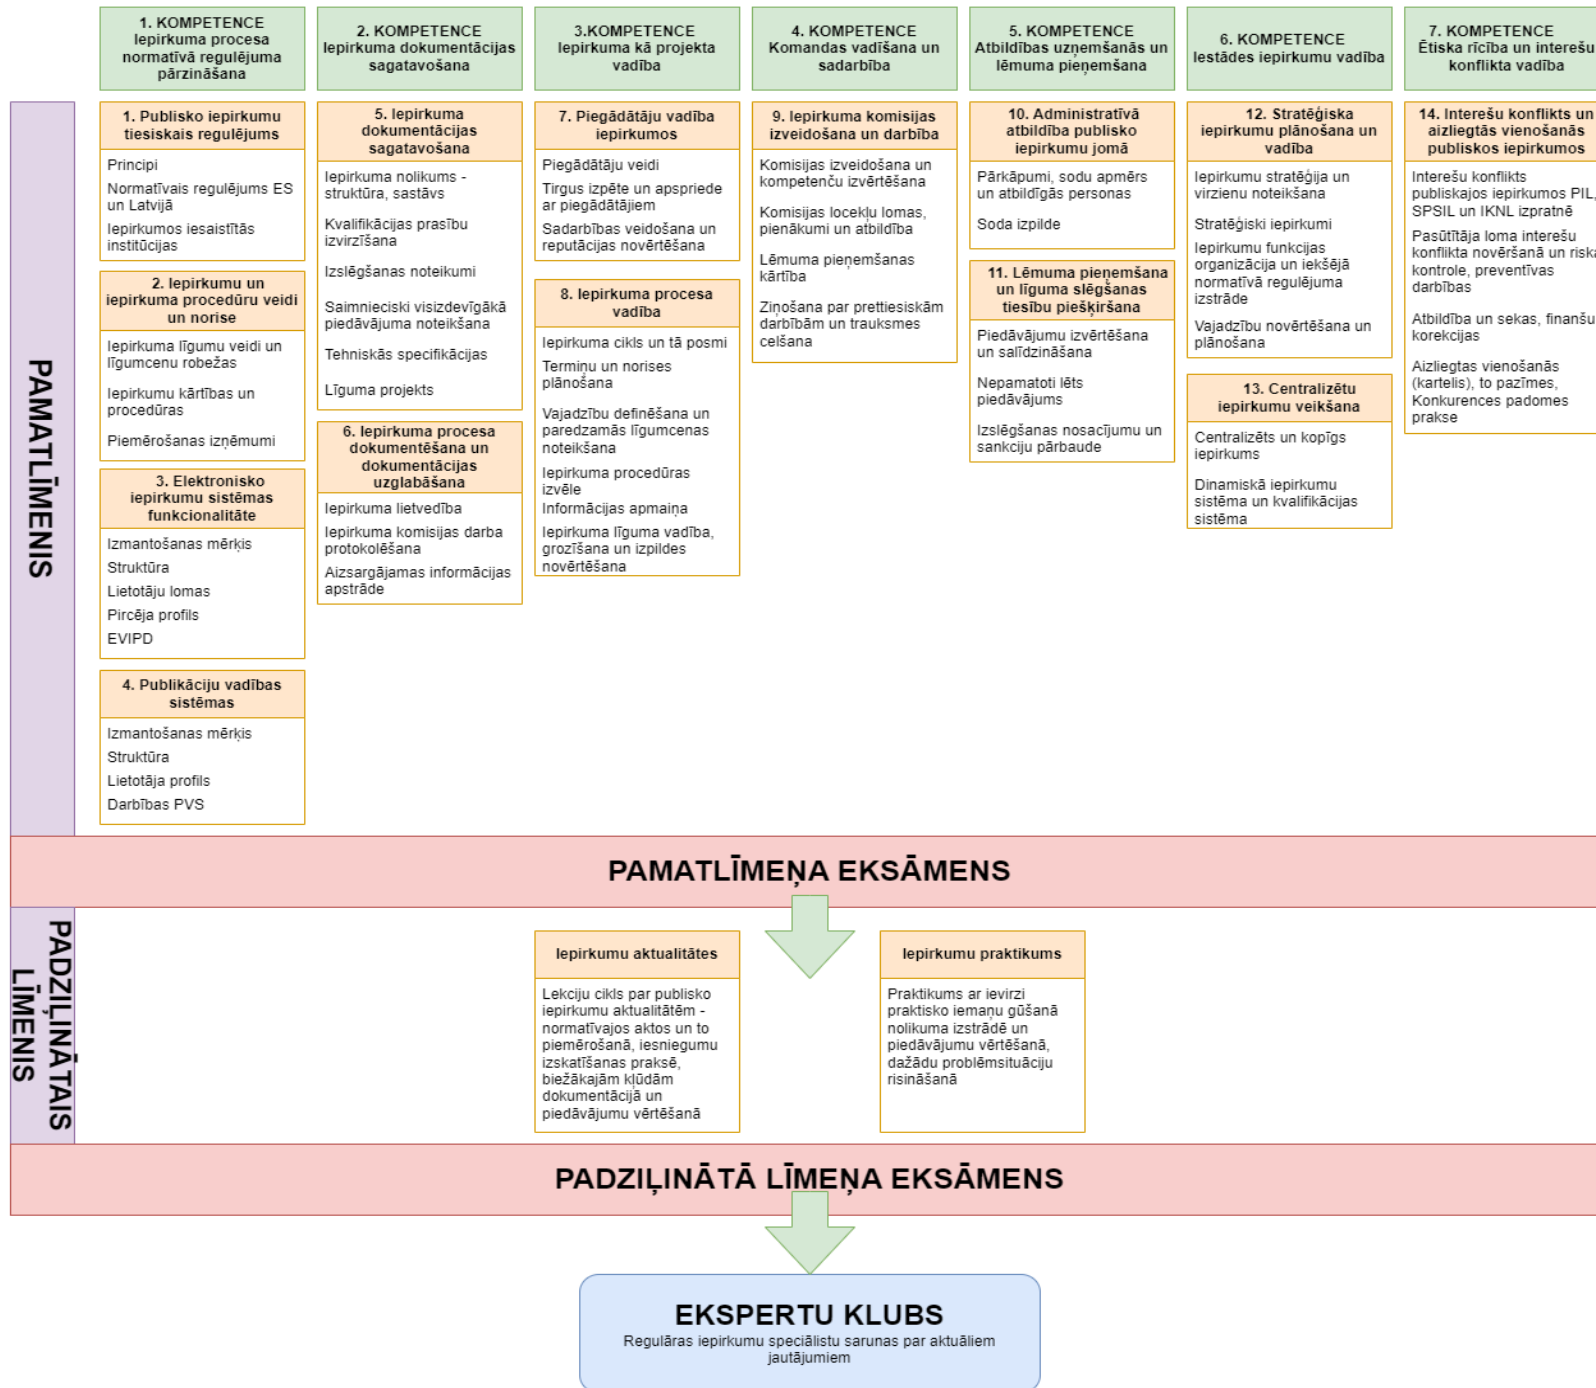 1. KOMPETENCE
Iepirkuma procesa
normatīvā regulējuma
pārzināšana
2. KOMPETENCE
Iepirkuma dokumentācijas
sagatavošana
3.KOMPETENCE
Iepirkuma kā projekta
vadība
4. KOMPETENCE
Komandas vadīšana un
sadarbība
5. KOMPETENCE
Atbildības uzņemšanās un
lēmuma pieņemšana
6. KOMPETENCE
Iestādes iepirkumu vadība
7. KOMPETENCE
Ētiska rīcība un interešu
konflikta vadība
PAMATLĪMENIS
1. Publisko iepirkumu
tiesiskais regulējums
Principi
Normatīvais regulējums ES
un Latvijā
Iepirkumos iesaistītās
institūcijas
2. Iepirkumu un
iepirkuma procedūru veidi
un norise
Iepirkuma līgumu veidi un
līgumcenu robežas
Iepirkumu kārtības un
procedūras
Piemērošanas izņēmumi
3. Elektronisko
iepirkumu sistēmas
funkcionalitāte
Izmantošanas mērķis
Struktūra
Lietotāju lomas
Pircēja profils
EVIPD
4. Publikāciju vadības
sistēmas
Izmantošanas mērķis
Struktūra
Lietotāja profils
Darbības PVS
5. Iepirkuma
dokumentācijas
sagatavošana
Iepirkuma nolikums -
struktūra, sastāvs
Kvalifikācijas prasību
izvirzīšana
Izslēgšanas noteikumi
Saimnieciski visizdevīgākā
piedāvājuma noteikšana
Tehniskās specifikācijas
Līguma projekts
6. Iepirkuma procesa
dokumentēšana un
dokumentācijas
uzglabāšana
Iepirkuma lietvedība
Iepirkuma komisijas darba
protokolēšana
Aizsargājamas informācijas
apstrāde
7. Piegādātāju vadība
iepirkumos
Piegādātāju veidi
Tirgus izpēte un apspriede
ar piegādātājiem
Sadarbības veidošana un
reputācijas novērtēšana
8. Iepirkuma procesa
vadība
Iepirkuma cikls un tā posmi
Termiņu un norises
plānošana
Vajadzību definēšana un
paredzamās līgumcenas
noteikšana
Iepirkuma procedūras
izvēle
Informācijas apmaiņa
Iepirkuma līguma vadība,
grozīšana un izpildes
novērtēšana
9. Iepirkuma komisijas
izveidošana un darbība
Komisijas izveidošana un
kompetenču izvērtēšana
Komisijas locekļu lomas,
pienākumi un atbildība
Lēmuma pieņemšanas
kārtība
Ziņošana par prettiesiskām
darbībām un trauksmes
celšana
10. Administratīvā
atbildība publisko
iepirkumu jomā
Pārkāpumi, sodu apmērs
un atbildīgās personas
Soda izpilde
11. Lēmuma pieņemšana
un līguma slēgšanas
tiesību piešķiršana
Piedāvājumu izvērtēšana
un salīdzināšana
Nepamatoti lēts
piedāvājums
Izslēgšanas nosacījumu un
sankciju pārbaude
12. Stratēģiska
iepirkumu plānošana un
vadība
Iepirkumu stratēģija un
virzienu noteikšana
Stratēģiski iepirkumi
Iepirkumu funkcijas
organizācija un iekšējā
normatīvā regulējuma
izstrāde
Vajadzību novērtēšana un
plānošana
13. Centralizētu
iepirkumu veikšana
Centralizēts un kopīgs
iepirkums
Dinamiskā iepirkumu
sistēma un kvalifikācijas
sistēma
14. Interešu konflikts un
aizliegtās vienošanās
publiskos iepirkumos
Interešu konflikts
publiskajos iepirkumos PIL,
SPSIL un IKNL izpratnē
Pasūtītāja loma interešu
konflikta novēršanā un riska
kontrole, preventīvas
darbības
Atbildība un sekas, finanšu
korekcijas
Aizliegtas vienošanās
(kartelis), to pazīmes,
Konkurences padomes
prakse
PAMATLĪMEŅA EKSĀMENS
PADZIĻINĀTAIS
LĪMENIS
Iepirkumu aktualitātes
Lekciju cikls par publisko
iepirkumu aktualitātēm -
normatīvajos aktos un to
piemērošanā, iesniegumu
izskatīšanas praksē,
biežākajām kļūdām
dokumentācijā un
piedāvājumu vērtēšanā
Iepirkumu praktikums
Praktikums ar ievirzi
praktisko iemaņu gūšanā
nolikuma izstrādē un
piedāvājumu vērtēšanā,
dažādu problēmsituāciju
risināšanā
PADZIĻINĀTĀ LĪMEŅA EKSĀMENS
EKSPERTU KLUBS
Regulāras iepirkumu speciālistu sarunas par aktuāliem
jautājumiem